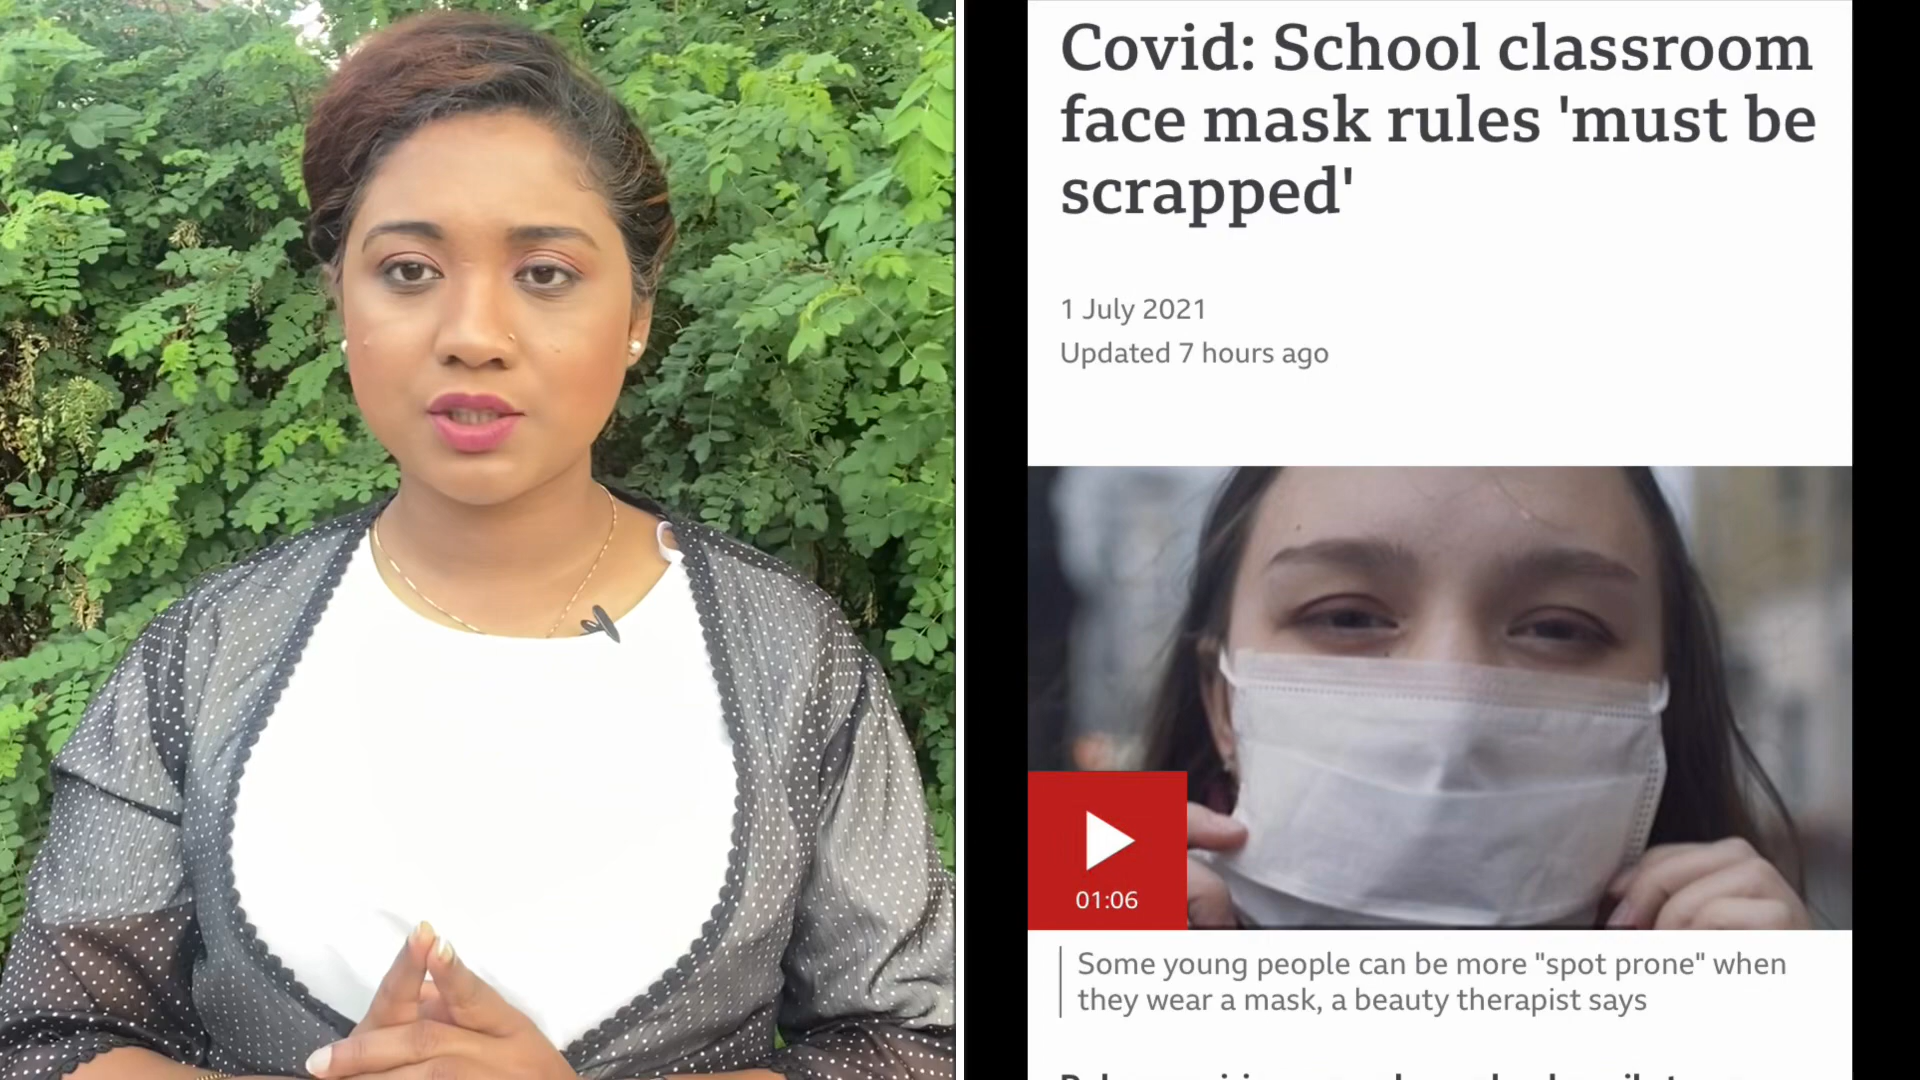 Covid: School classroom
face mask rules 'must be
scrapped'
1 July 2021
Updated 7 hours ago
01:06
Some young people can be more "spot prone" when
they wear a mask, a beauty therapist says